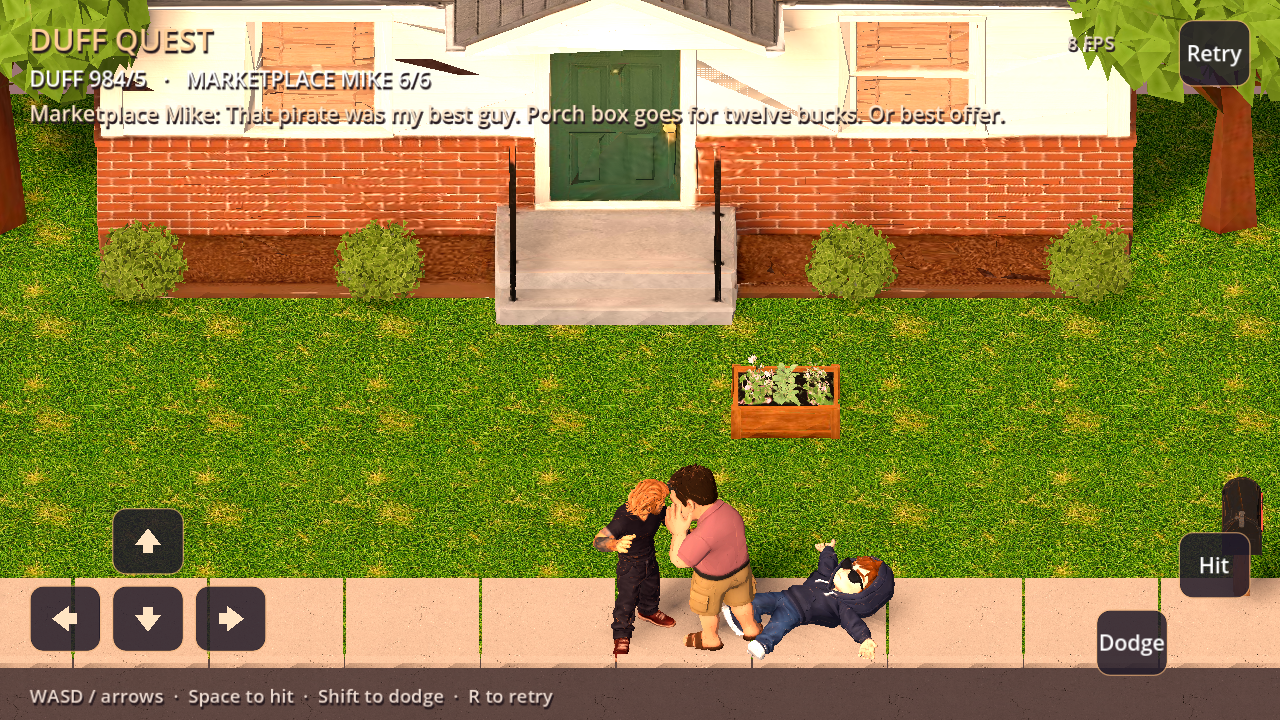 DUFF QUEST
8 FPS
Retry
DUFF 984/5 · MARKETPLACE MIKE 6/6
Marketplace Mike: That pirate was my best guy. Porch box goes for twelve bucks. Or best offer.
Hit
Dodge
WASD / arrows · Space to hit · Shift to dodge · R to retry